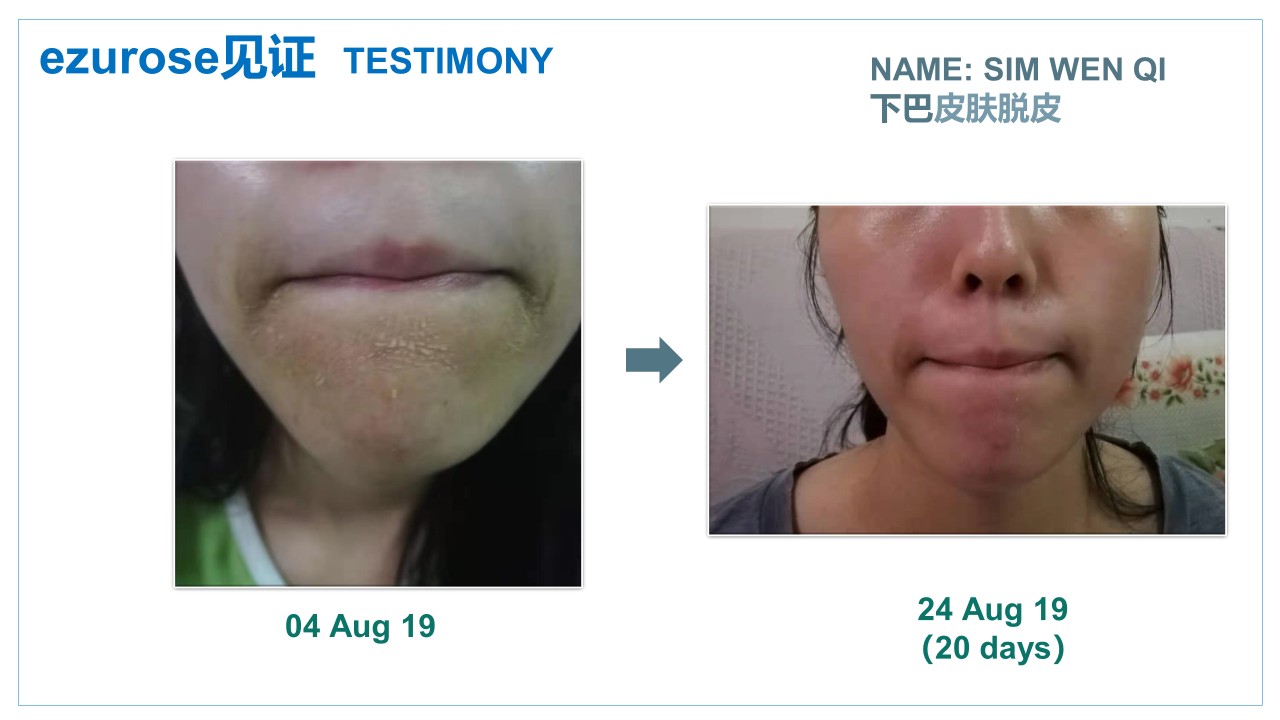 ezurose见证 TESTIMONY
NAME: SIM WEN QI
下巴皮肤脱皮
04 Aug 19
24 Aug 19
(20 days)